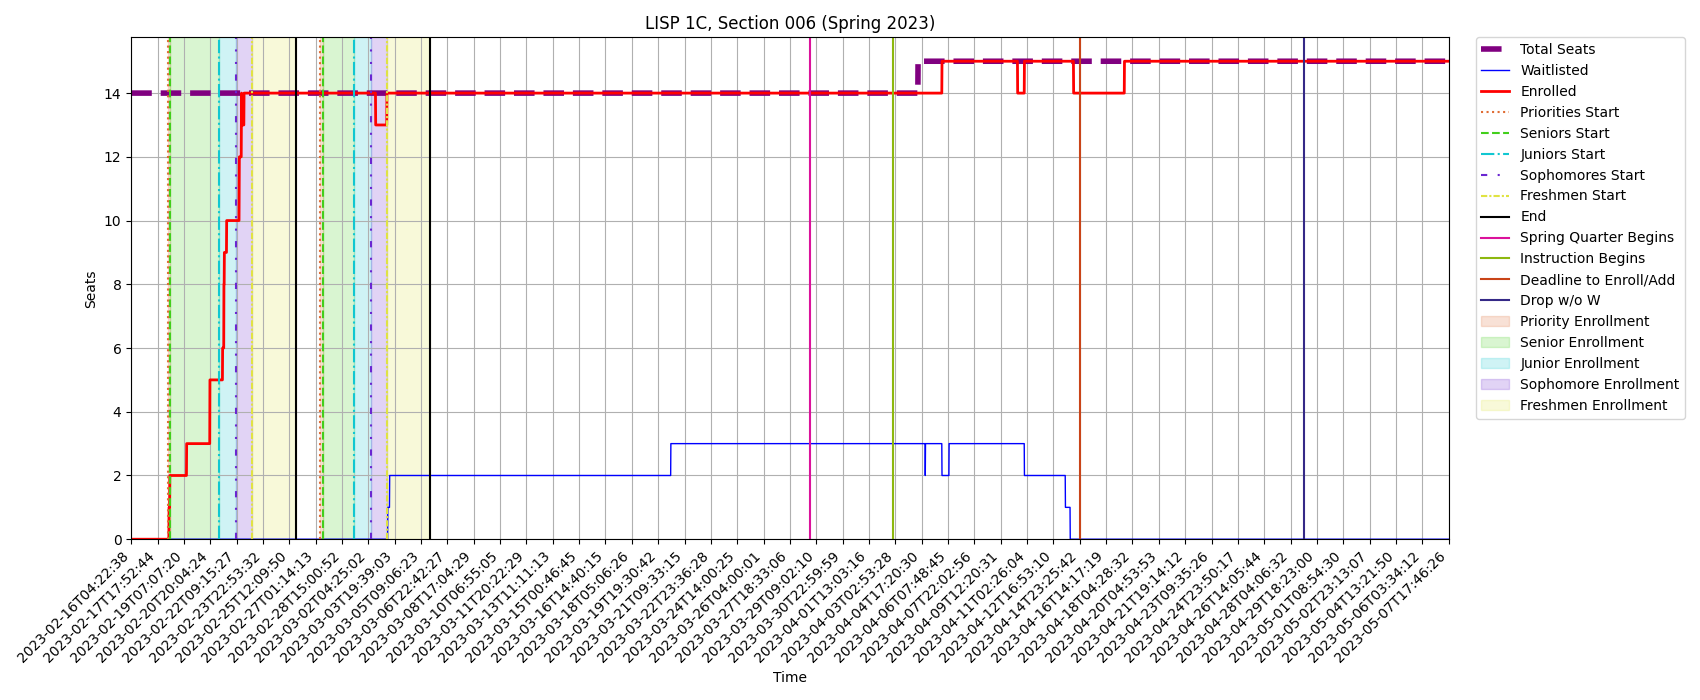 LISP 1C, Section 006 (Spring 2023)
Seats
14
12
10
8
6
4
2
0
2023-02-16T04:22:38
2023-02-17T17:52:44
2023-02-19T07:07:20
2023-02-20T20:04:24
2023-02-22T09:15:27
2023-02-23T22:53:32
2023-02-25T12:09:50
2023-02-27T01:14:13
2023-02-28T15:00:52
2023-03-02T04:25:02
2023-03-03T19:39:03
2023-03-05T09:06:23
2023-03-06T22:42:27
2023-03-08T17:04:29
2023-03-10T06:55:05
2023-03-11T20:22:29
2023-03-13T11:11:13
2023-03-15T00:46:45
2023-03-16T14:40:15
2023-03-18T05:06:26
2023-03-19T19:30:42
2023-03-21T09:33:15
2023-03-22T23:36:28
2023-03-24T14:00:25
2023-03-26T04:00:01
2023-03-27T18:33:06
2023-03-29T09:02:10
2023-03-30T22:59:59
2023-04-01T13:03:16
2023-04-03T02:53:28
2023-04-04T17:20:30
2023-04-06T07:48:45
2023-04-07T22:02:56
2023-04-09T12:20:31
2023-04-11T02:26:04
2023-04-12T16:53:10
2023-04-14T23:25:42
2023-04-16T14:17:19
2023-04-18T04:28:32
2023-04-20T04:53:53
2023-04-21T19:14:12
2023-04-23T09:35:26
2023-04-24T23:50:17
2023-04-26T14:05:44
2023-04-28T04:06:32
2023-04-29T18:23:00
2023-05-01T08:54:30
2023-05-02T23:13:07
2023-05-04T13:21:50
2023-05-06T03:34:12
2023-05-07T17:46:26
Time
Total Seats
Waitlisted
Enrolled
Priorities Start
Seniors Start
Juniors Start
Sophomores Start
Freshmen Start
End
Spring Quarter Begins
Instruction Begins
Deadline to Enroll/Add
Drop w/o W
Priority Enrollment
Senior Enrollment
Junior Enrollment
Sophomore Enrollment
Freshmen Enrollment